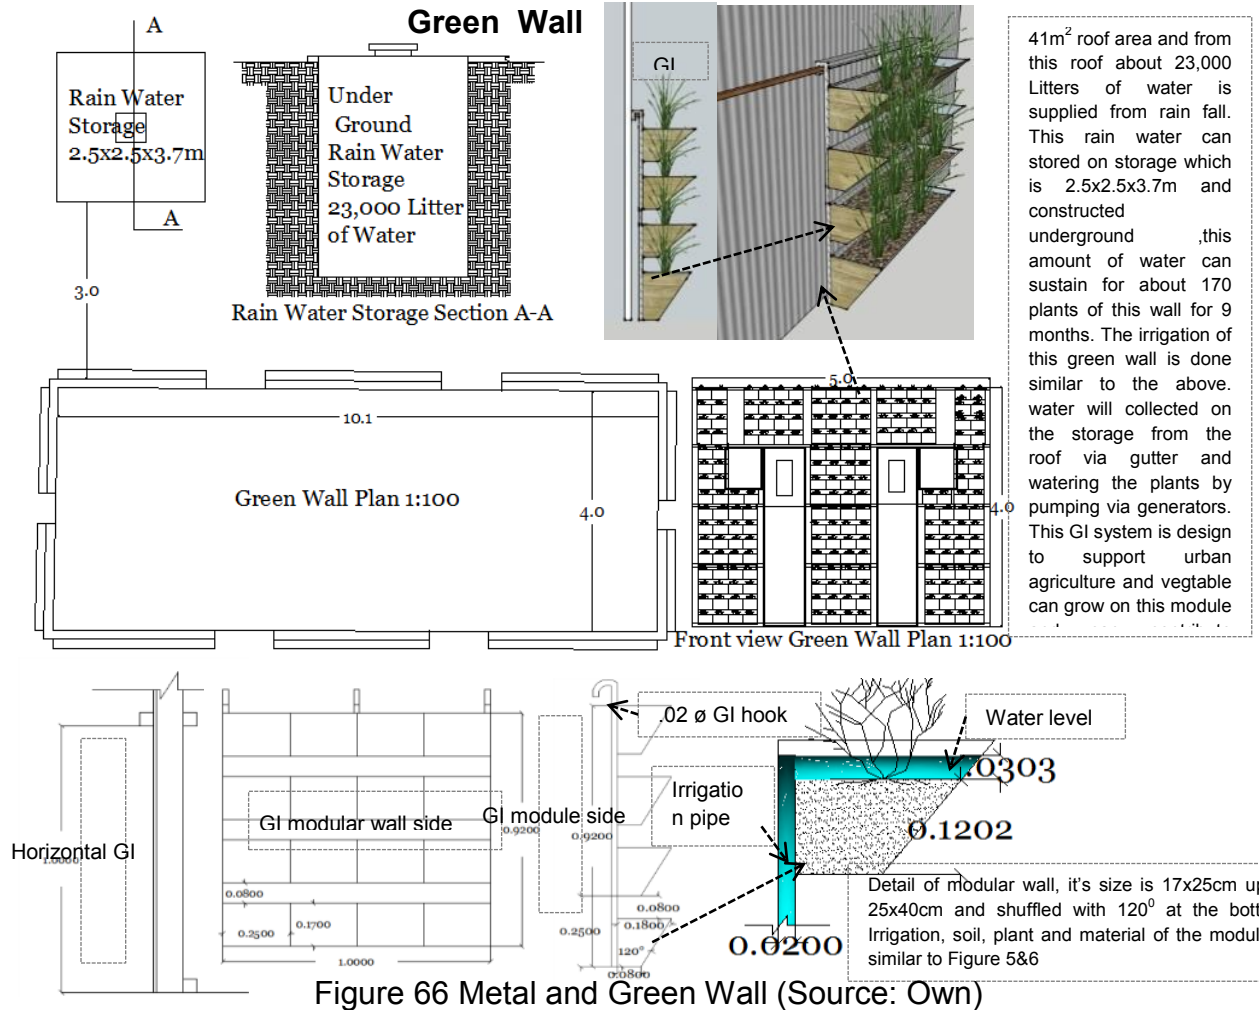 Green Wall
A
Rain Water
Storage
2.5x2.5x3.7m
A
3.0
Under
Ground
Rain Water
Storage
23,000 Litter
of Water
Rain Water Storage Section A-A
GI
41m² roof area and from
this roof about 23,000
Litters of water is
supplied from rain fall.
This rain water can
stored on storage which
is 2.5x2.5x3.7m and
constructed
underground ,this
amount of water can
sustain for about 170
plants of this wall for 9
months. The irrigation of
this green wall is done
similar to the above.
water will collected on
the storage from the
roof via gutter and
watering the plants by
pumping via generators.
This GI system is design
to support urban
agriculture and vegtable
can grow on this module
10.1
Green Wall Plan 1:100
4.0
5.0
4.0
Front view Green Wall Plan 1:100
Horizontal GI
1.0000
GI modular wall side
0.9200
0.0800
0.1700
0.2500
1.0000
GI module side
0.9200
0.0800
0.1800
0.2500
120°
0.0800
.02 ø GI hook
Irrigatio
n pipe
Water level
.0303
0.1202
0.0200
Detail of modular wall, it's size is 17x25cm up
25x40cm and shuffled with 120⁰ at the bott
Irrigation, soil, plant and material of the modul
similar to Figure 5&6
Figure 66 Metal and Green Wall (Source: Own)